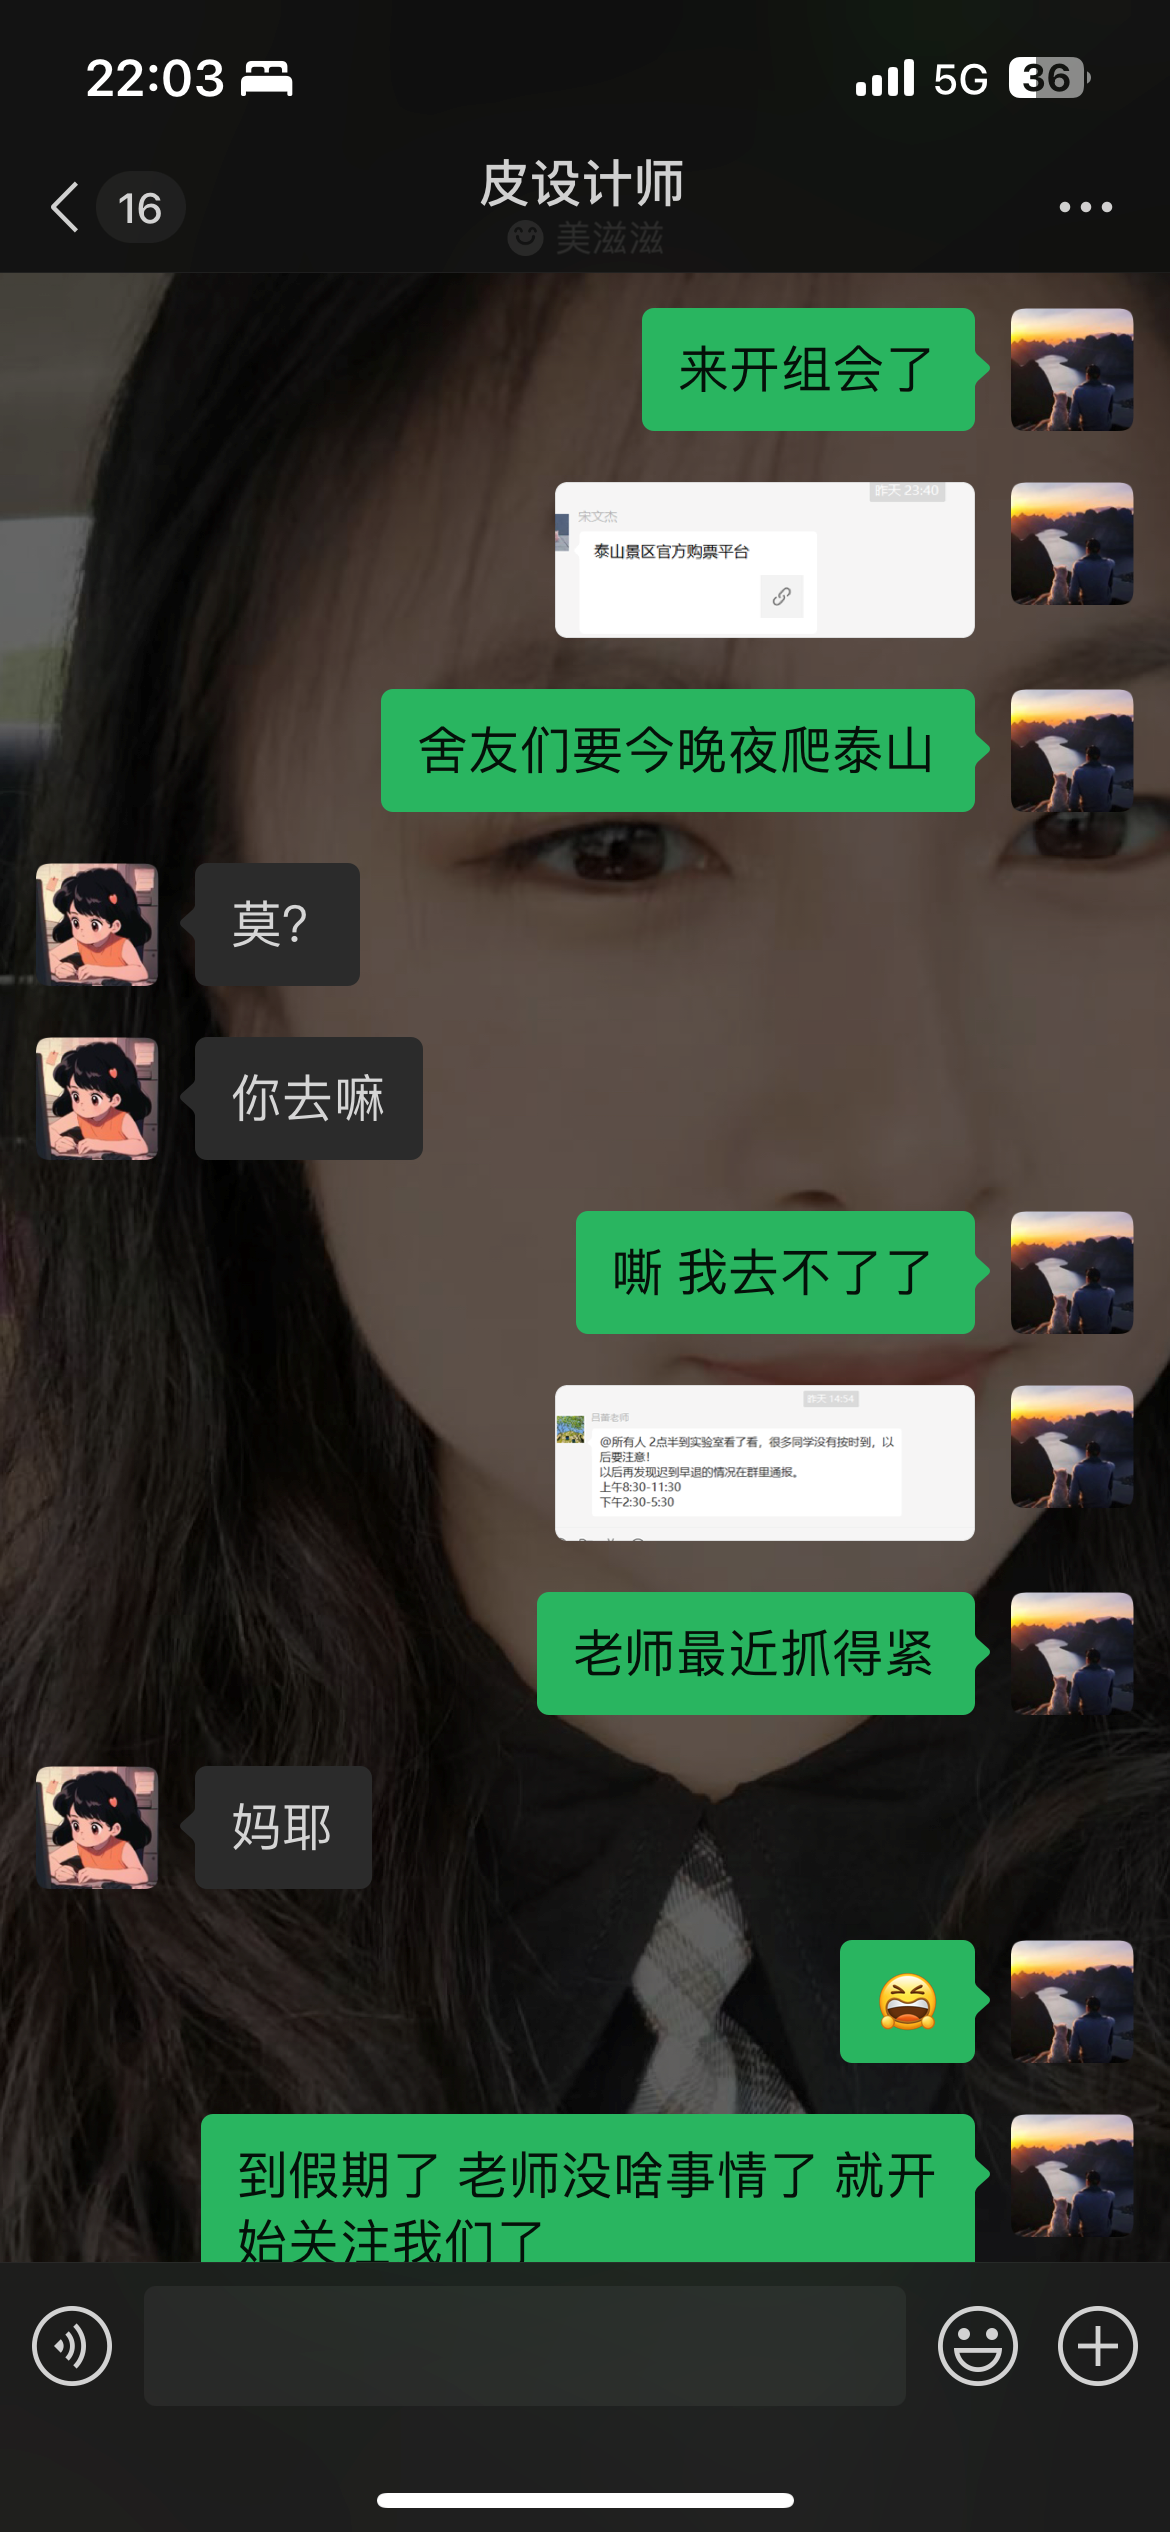 22:03
5G
36
16
皮设计师
美滋滋
来开组会了
昨天 23:40
宋文杰
泰山景区官方购票平台
舍友们要今晚夜爬泰山
莫?
你去嘛
嘶 我去不了了
昨天 14:54
@所有人 2点半到实验室看了看，很多同学没有按时到，以
后要注意!
以后再发现迟到早退的情况在群里通报。
上午8:30-11:30
下午2:30-5:30
老师最近抓得紧
妈耶
😝
到假期了 老师没啥事情了 就开
始关注我们了